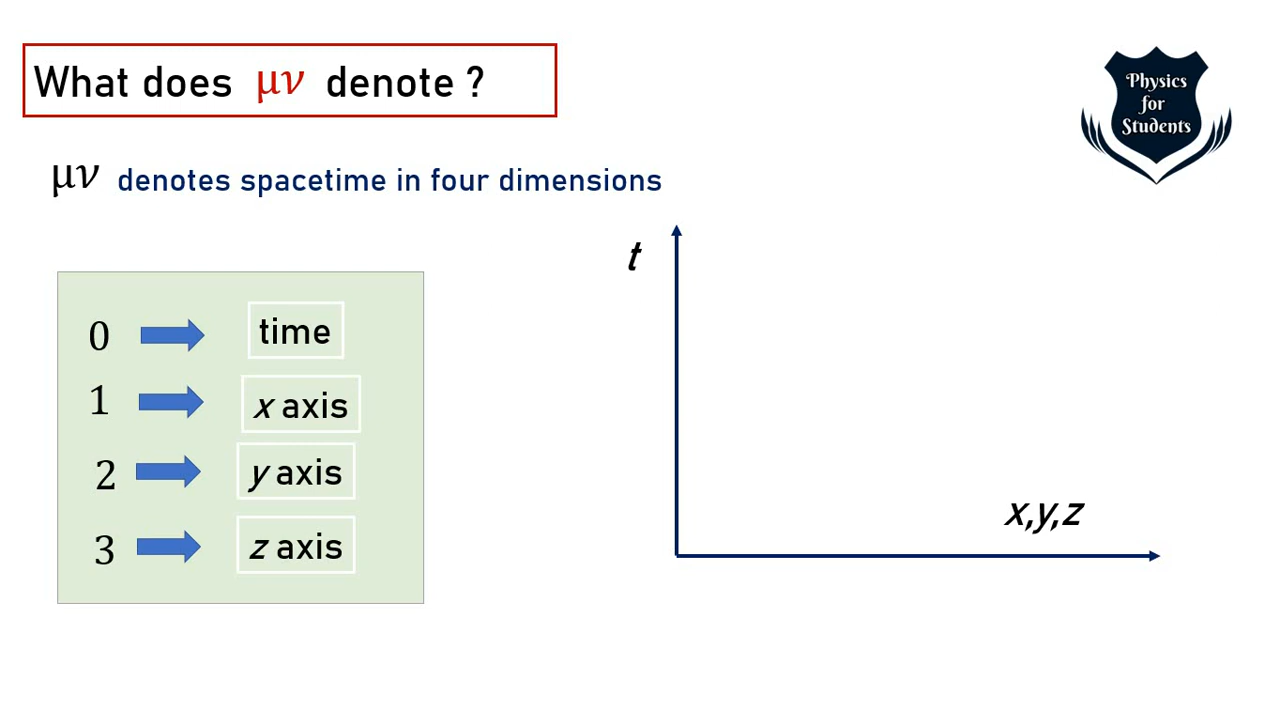 What does μν denote ?
Physics
for
Students
μν denotes spacetime in four dimensions
t
0 time
1 x axis
2 y axis
3 z axis
x,y,z